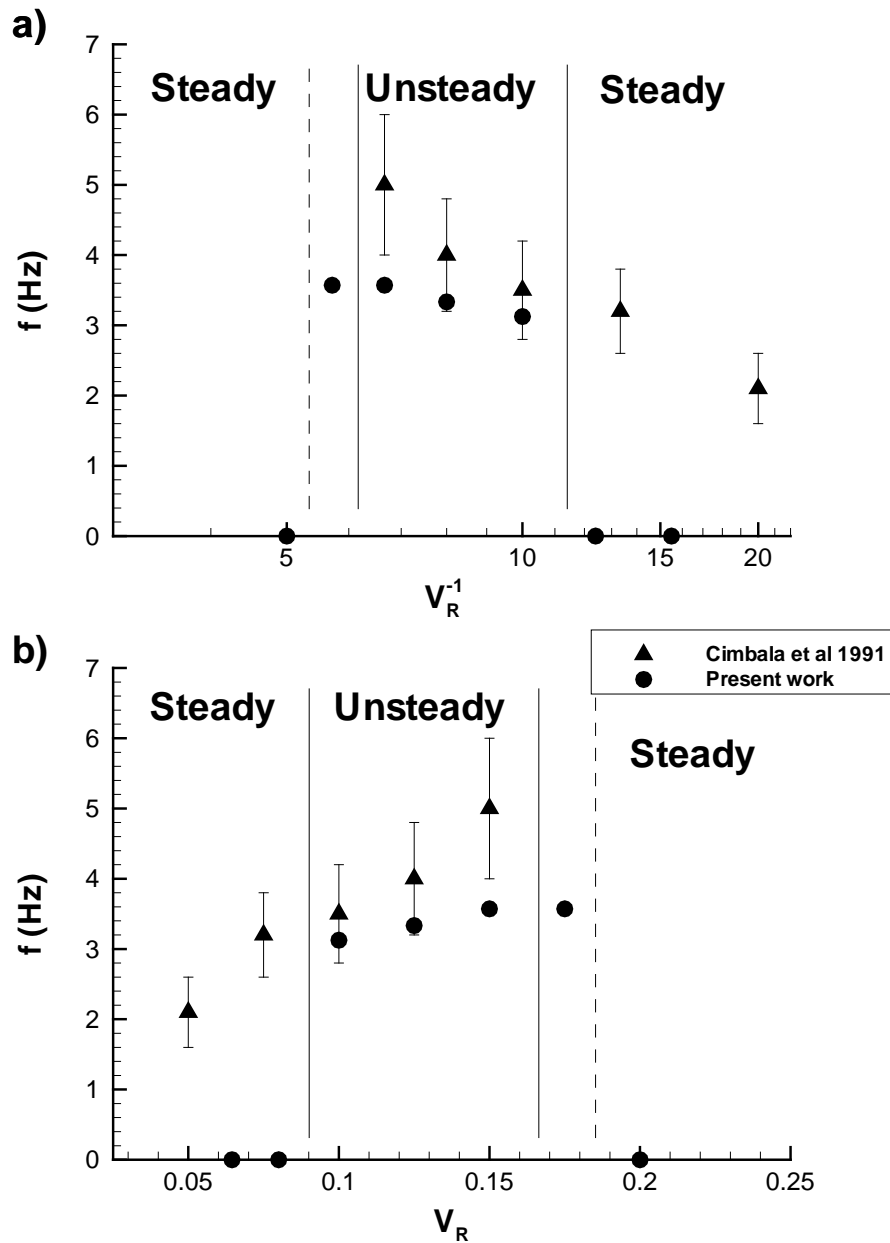 a)
7
6
5
4
3
2
1
0
f (Hz)
Steady
Unsteady
Steady
5
10
15
20
V_R^-1
b)
Cimbala et al 1991
Present work
7
6
5
4
3
2
1
0
f (Hz)
Steady
Unsteady
Steady
0.05
0.1
0.15
0.2
0.25
V_R